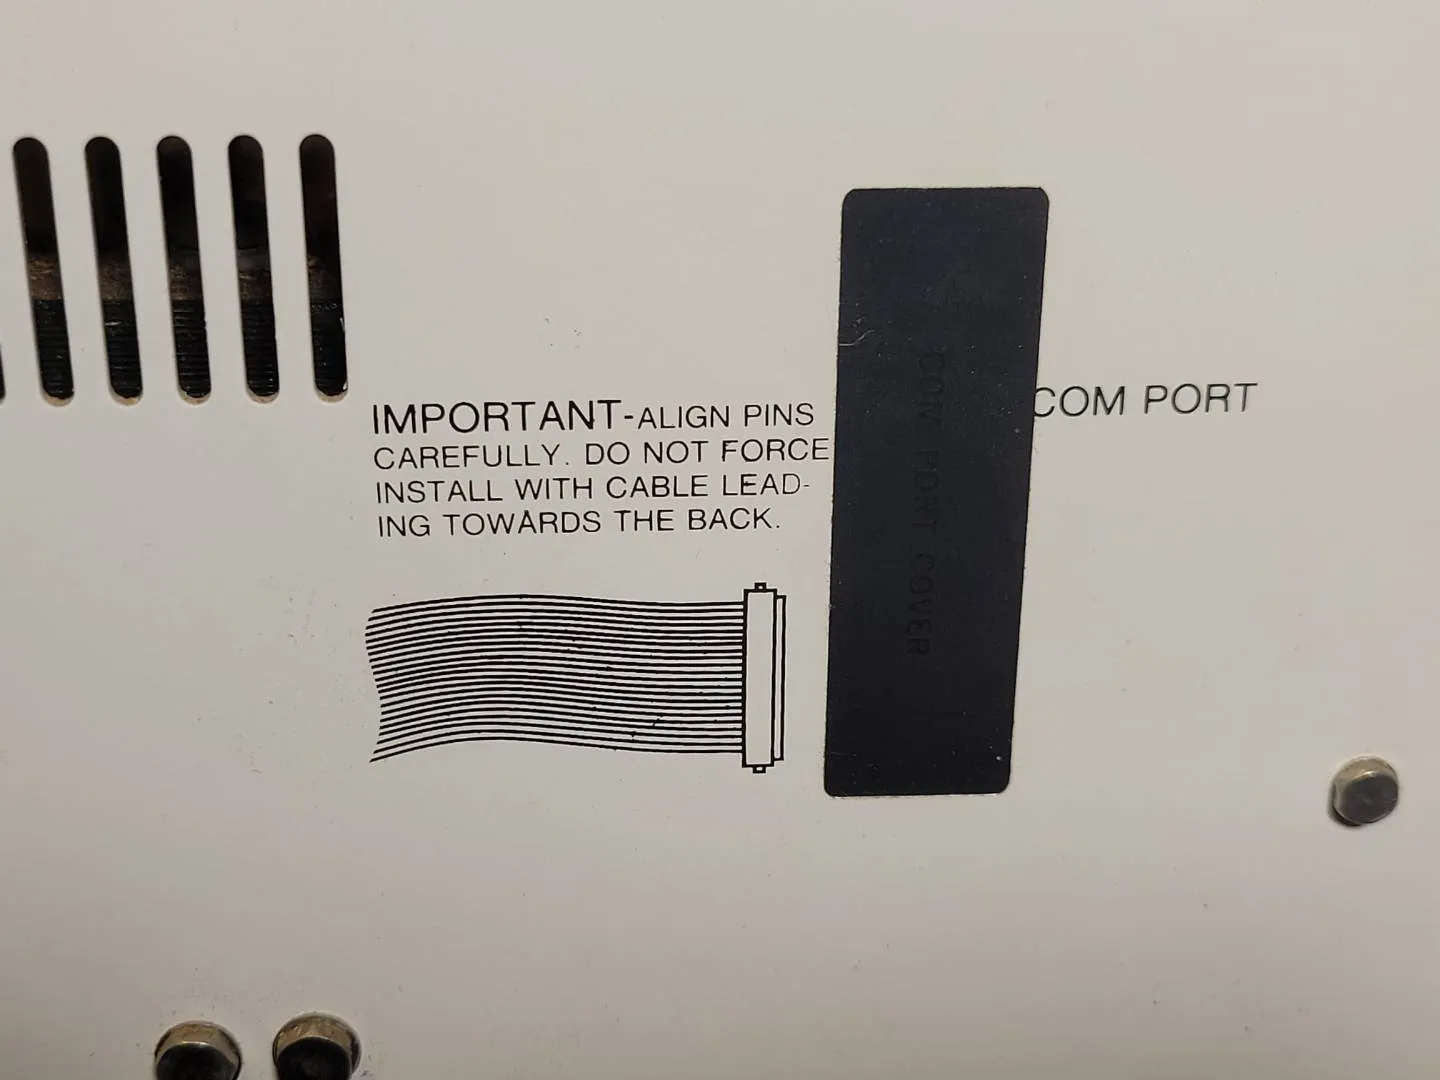 IMPORTANT-ALIGN PINS
CAREFULLY. DO NOT FORCE
INSTALL WITH CABLE LEAD-
ING TOWARDS THE BACK.
COM PORT COVER
COM PORT